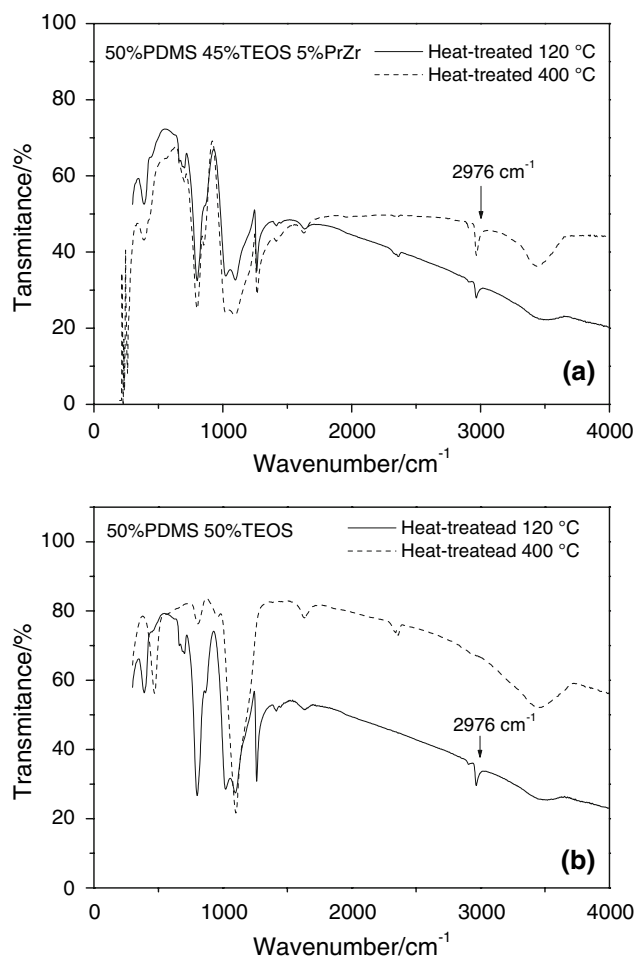 100
80
60
40
20
0
50%PDMS 45%TEOS 5%PrZr
Heat-treated 120 °C
Heat-treated 400 °C
2976 cm-1
(a)
Tansmitance/%
0 1000 2000 3000 4000
Wavenumber/cm-1
100
80
60
40
20
0
50%PDMS 50%TEOS
Heat-treatead 120 °C
Heat-treatead 400 °C
2976 cm-1
(b)
Transmitance/%
0 1000 2000 3000 4000
Wavenumber/cm-1